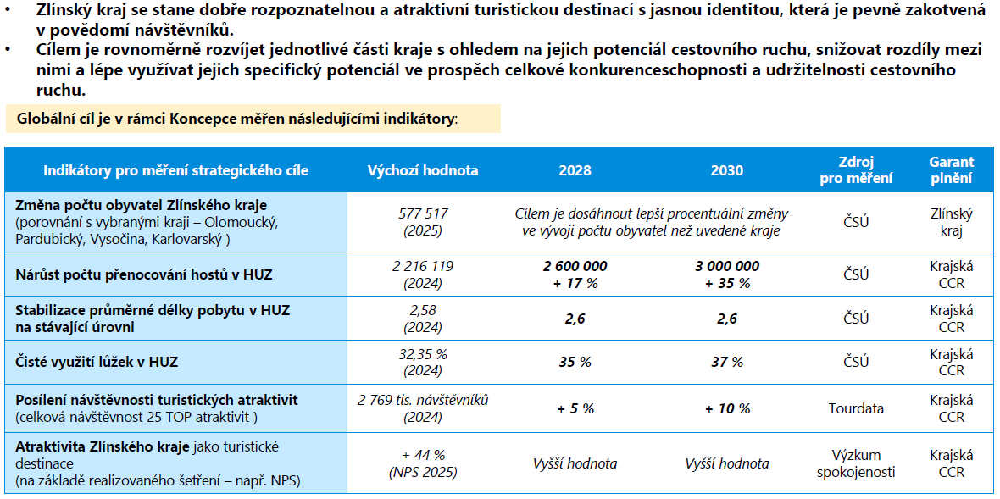 • Zlínský kraj se stane dobře rozpoznatelnou a atraktivní turistickou destinací s jasnou identitou, která je pevně zakotvená
v povědomí návštěvníků.
• Cílem je rovnoměrně rozvíjet jednotlivé části kraje s ohledem na jejich potenciál cestovního ruchu, snižovat rozdíly mezi
nimi a lépe využívat jejich specifický potenciál ve prospěch celkové konkurenceschopnosti a udržitelnosti cestovního
ruchu.
Globální cíl je v rámci Koncepce měřen následujícími indikátory:
Indikátory pro měření strategického cíle
Výchozí hodnota
2028
2030
Zdroj
pro měření
Garant
plnění
Změna počtu obyvatel Zlínského kraje
(porovnání s vybranými kraji – Olomoucký,
Pardubický, Vysočina, Karlovarský )
577 517
(2025)
Cílem je dosáhnout lepší procentuální změny
ve vývoji počtu obyvatel než uvedené kraje
ČSÚ
Zlínský
kraj
Nárůst počtu přenocování hostů v HUZ
2 216 119
(2024)
2 600 000
+ 17 %
3 000 000
+ 35 %
ČSÚ
Krajská
CCR
Stabilizace průměrné délky pobytu v HUZ
na stávající úrovni
2,58
(2024)
2,6
2,6
ČSÚ
Krajská
CCR
Čisté využití lůžek v HUZ
32,35 %
(2024)
35 %
37 %
ČSÚ
Krajská
CCR
Posílení návštěvnosti turistických atraktivit
(celková návštěvnost 25 TOP atraktivit )
2 769 tis. návštěvníků
(2024)
+ 5 %
+ 10 %
Tourdata
Krajská
CCR
Atraktivita Zlínského kraje jako turistické
destinace
(na základě realizovaného šetření – např. NPS)
+ 44 %
(NPS 2025)
Vyšší hodnota
Vyšší hodnota
Výzkum
spokojenosti
Krajská
CCR